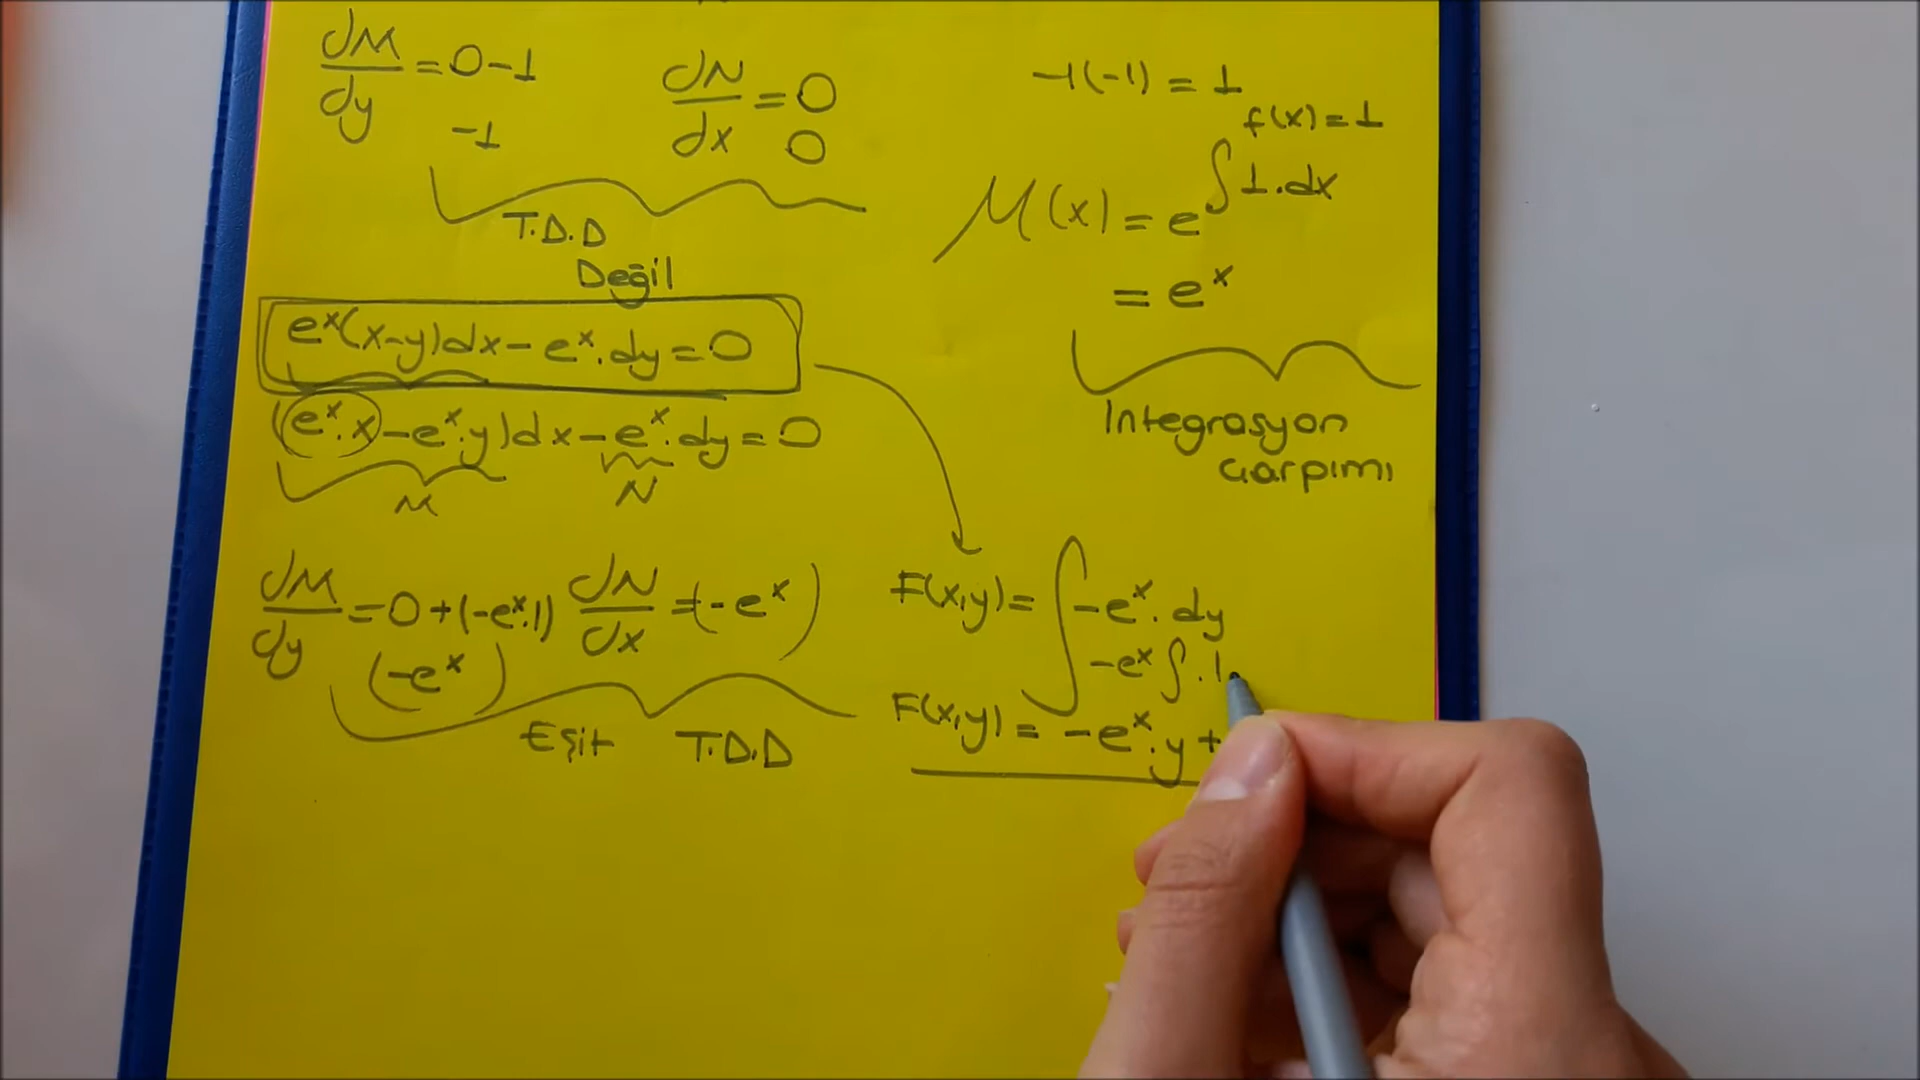 dM/dy = 0-1
-1
dN/dx = 0
0
T.D.D
Değil
-1(-1) = 1
f(x) = 1
M(x) = e^∫1.dx
= e^x
Integrasyon
Çarpımı
e^x(x-y)dx - e^x.dy = 0
(e^x.x - e^x.y)dx - e^x.dy = 0
M N
dM/dy = 0+(-e^x.1)
(-e^x)
dN/dx = (-e^x)
Eşit T.D.D
F(x,y) = ∫-e^x.dy
-e^x∫.1
F(x,y) = -e^x.y +